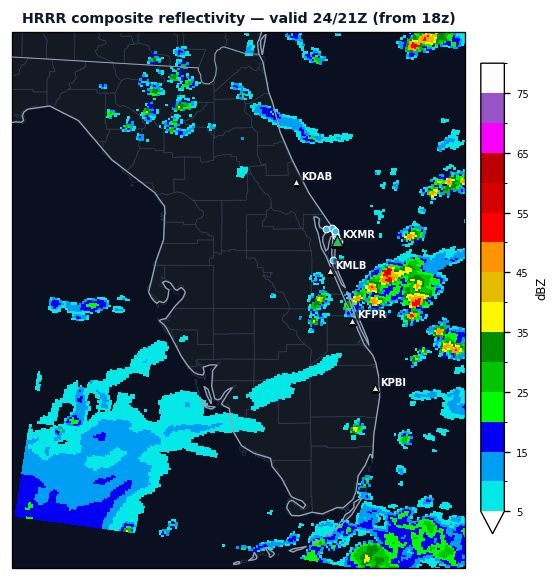 HRRR composite reflectivity — valid 24/21Z (from 18z)
KDAB
KXMR
KMLB
KFPR
KPBI
75
65
55
45
35
25
15
5
dBZ